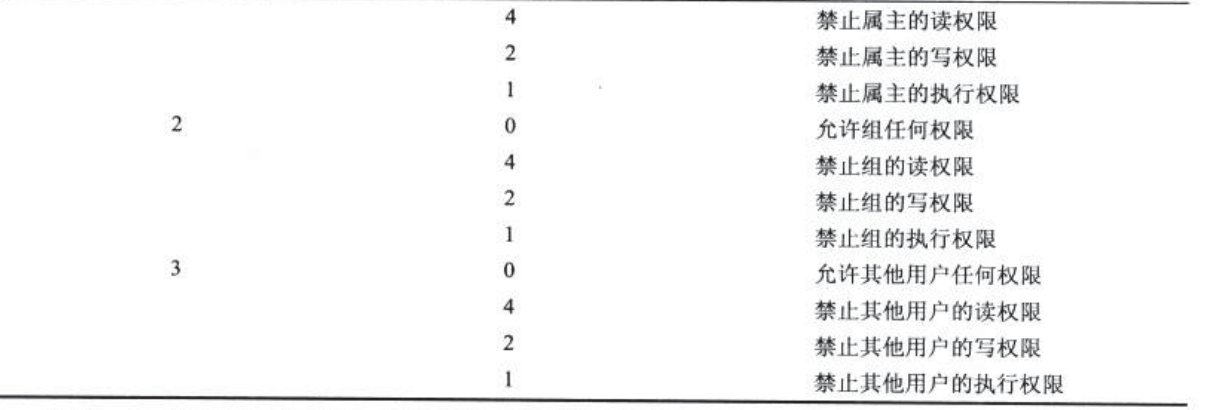 4 禁止属主的读权限
2 禁止属主的写权限
1 禁止属主的执行权限
2 0 允许组任何权限
4 禁止组的读权限
2 禁止组的写权限
1 禁止组的执行权限
3 0 允许其他用户任何权限
4 禁止其他用户的读权限
2 禁止其他用户的写权限
1 禁止其他用户的执行权限